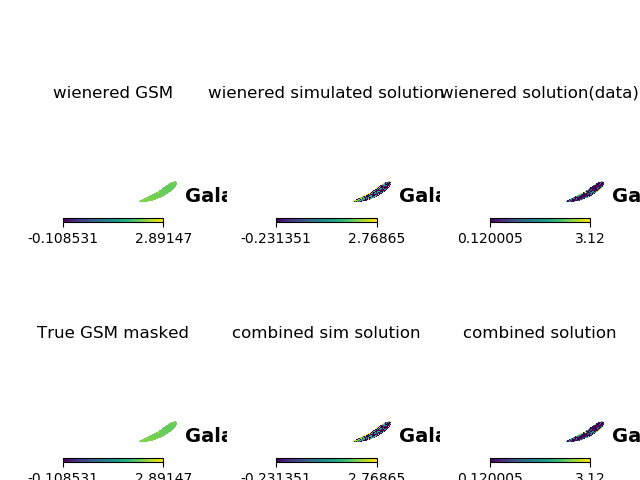 wienered GSM
wienered simulated solution
wienered solution(data)
Gala
Gala
Ga
-0.108531 2.89147
-0.231351 2.76865
0.120005 3.12
True GSM masked
combined sim solution
combined solution
Gala
Gala
Ga
-0.108531 2.89147
-0.231351 2.76865
0.120005 3.12